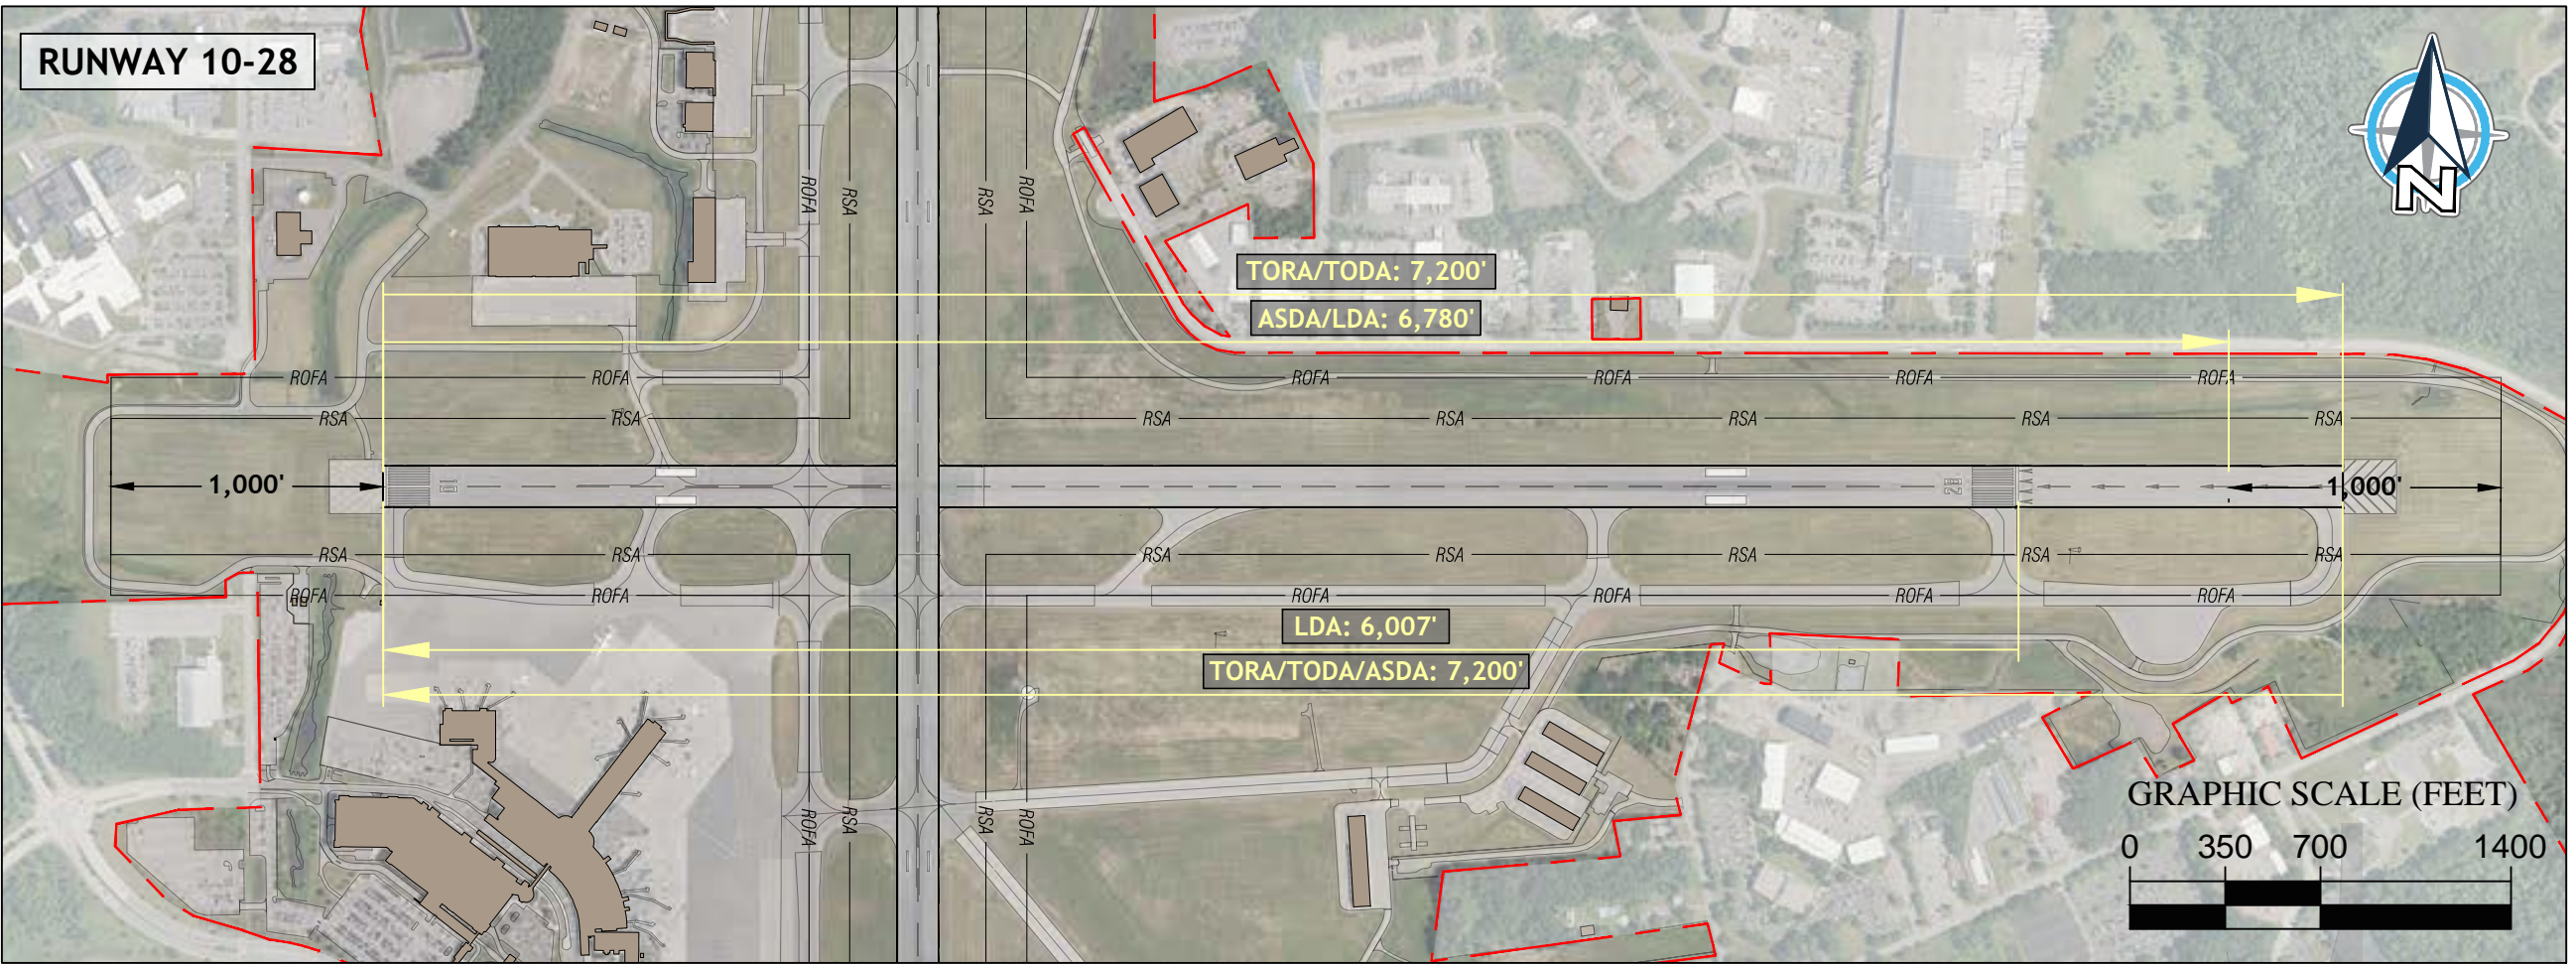 RUNWAY 10-28
N
ROFA
RSA
RSA
ROFA
TORA/TODA: 7,200'
ASDA/LDA: 6,780'
ROFA ROFA ROFA ROFA ROFA ROFA
RSA RSA RSA RSA RSA RSA RSA
1,000' 10 28 1,000'
RSA RSA RSA RSA RSA RSA RSA
ROFA ROFA ROFA ROFA ROFA ROFA
LDA: 6,007'
TORA/TODA/ASDA: 7,200'
ROFA
RSA
RSA
ROFA
GRAPHIC SCALE (FEET)
0 350 700 1400